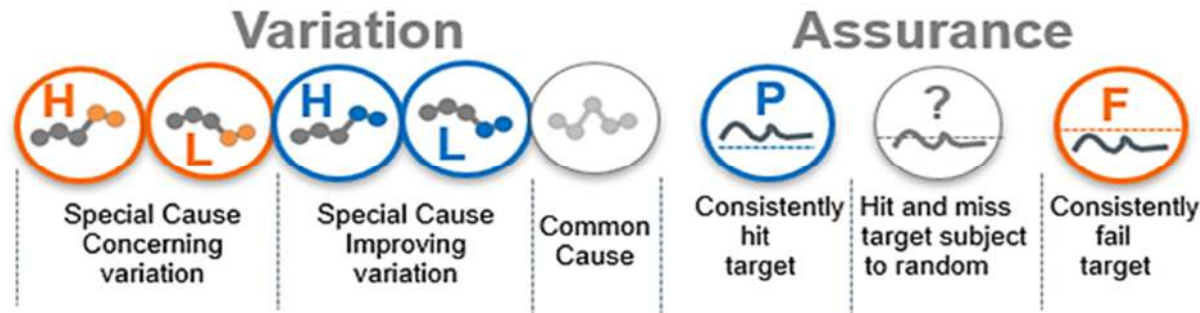 Variation
Assurance
H
L
H
L
P
?
F
Special Cause
Concerning
variation
Special Cause
Improving
variation
Common
Cause
Consistently
hit
target
Hit and miss
target subject
to random
Consistently
fail
target